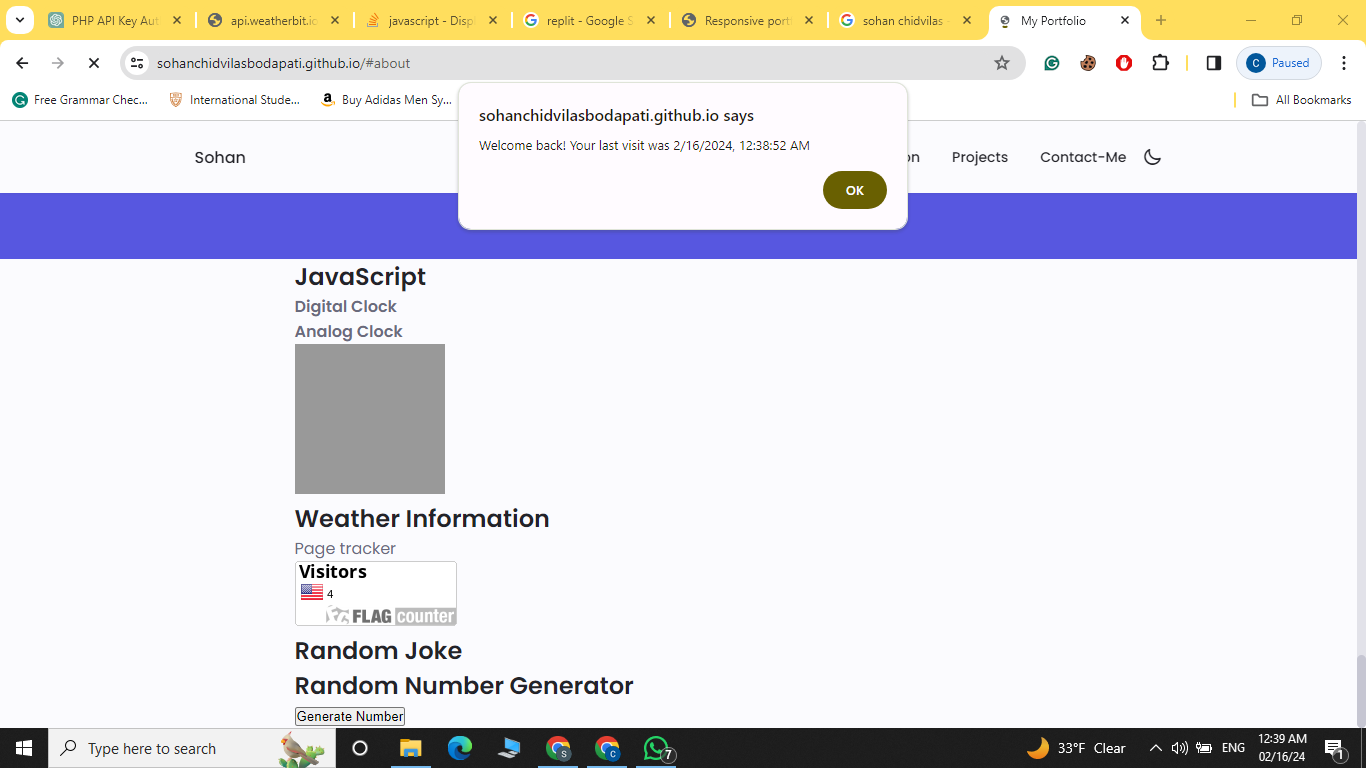 PHP API Key Aut
api.weatherbit.io
javascript - Disp
replit - Google S
Responsive port
sohan chidvilas -
My Portfolio
sohanchidvilasbodapati.github.io/#about
C Paused
Free Grammar Chec...
International Stude...
Buy Adidas Men Sy...
All Bookmarks
sohanchidvilasbodapati.github.io says
Welcome back! Your last visit was 2/16/2024, 12:38:52 AM
OK
Sohan
on
Projects
Contact-Me
JavaScript
Digital Clock
Analog Clock
Weather Information
Page tracker
Visitors
4
FLAG counter
Random Joke
Random Number Generator
Generate Number
Type here to search
S
C
7
33°F Clear
ENG
12:39 AM
02/16/24
1